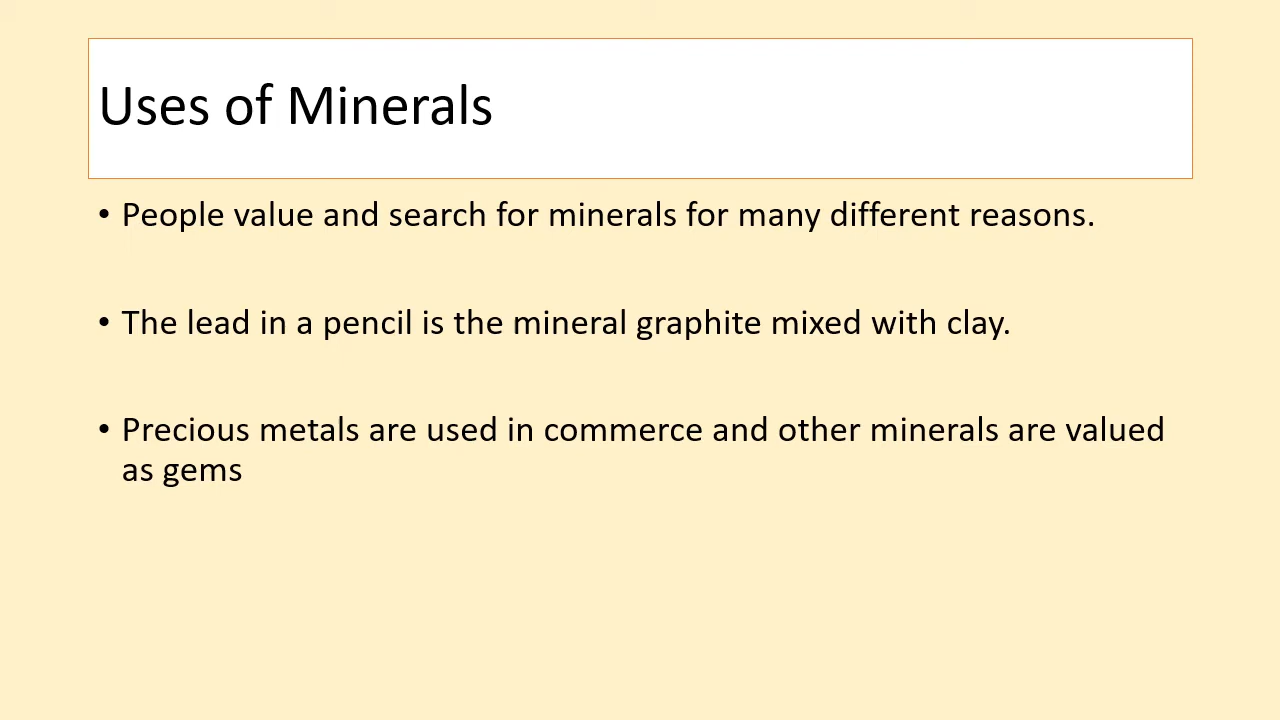 Uses of Minerals
• People value and search for minerals for many different reasons.
• The lead in a pencil is the mineral graphite mixed with clay.
• Precious metals are used in commerce and other minerals are valued
as gems